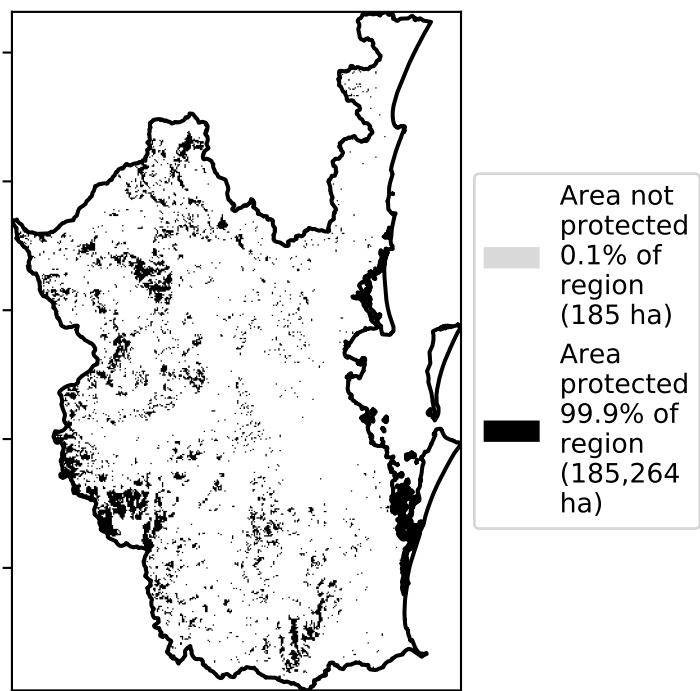 Area not
protected
0.1% of
region
(185 ha)
Area
protected
99.9% of
region
(185,264
ha)